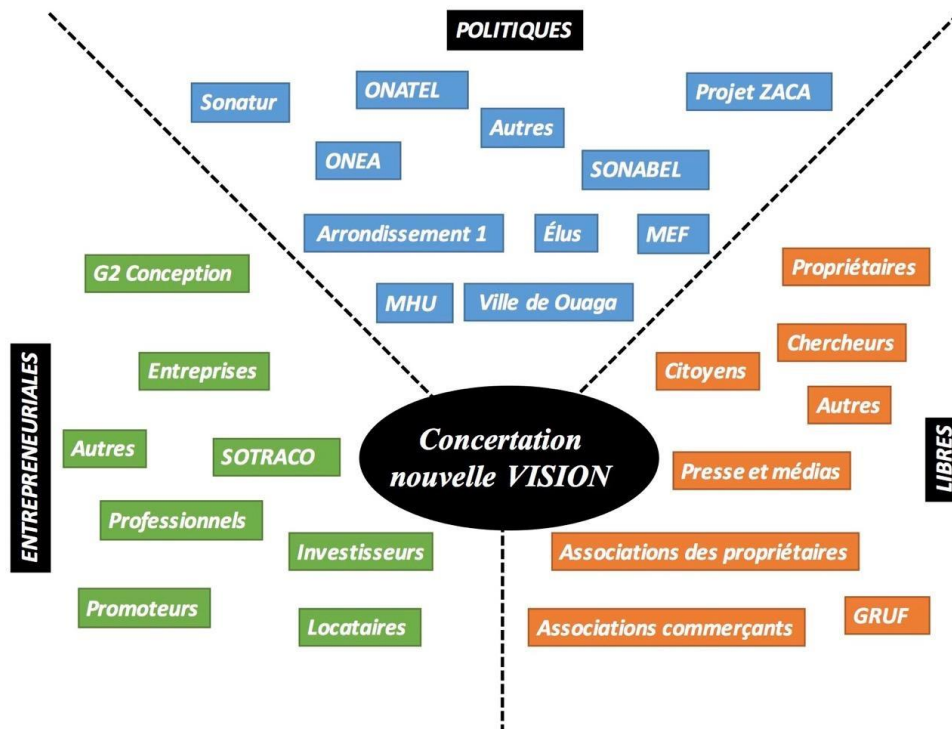 POLITIQUES
Sonatur
ONATEL
Autres
Projet ZACA
ONEA
SONABEL
Arrondissement 1
Élus
MEF
MHU
Ville de Ouaga
ENTREPRENEURIALES
G2 Conception
Entreprises
Autres
SOTRACO
Professionnels
Investisseurs
Promoteurs
Locataires
Concertation
nouvelle VISION
LIBRES
Propriétaires
Chercheurs
Citoyens
Autres
Presse et médias
Associations des propriétaires
Associations commerçants
GRUF